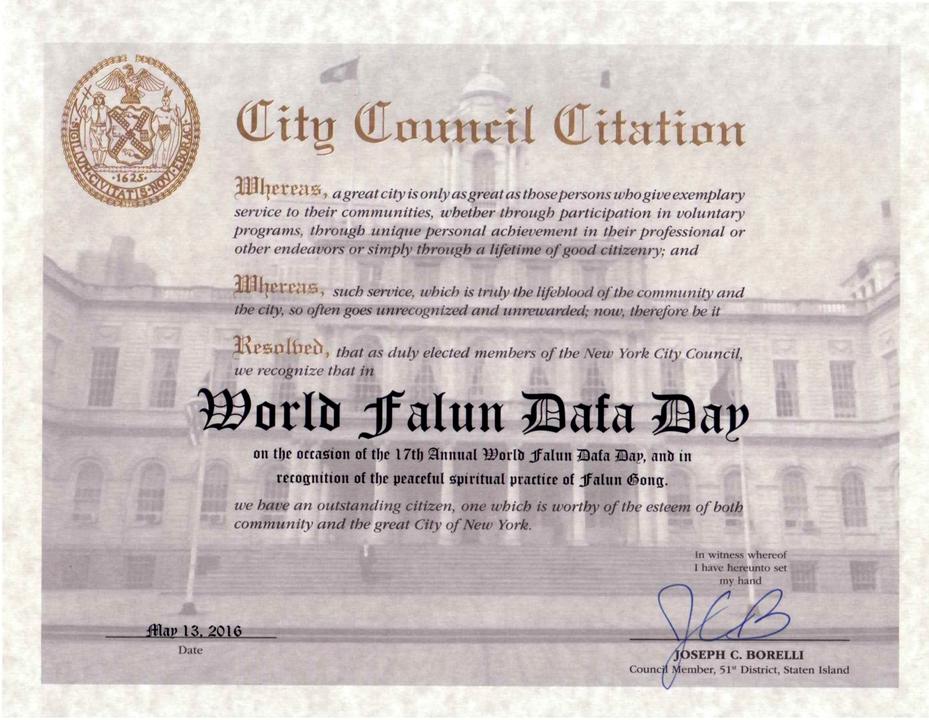 City Council Citation
SIGILLUM·CIVITATIS·NOVI·EBORACI
·1625·
Whereas, a great city is only as great as those persons who give exemplary
service to their communities, whether through participation in voluntary
programs, through unique personal achievement in their professional or
other endeavors or simply through a lifetime of good citizenry; and
Whereas, such service, which is truly the lifeblood of the community and
the city, so often goes unrecognized and unrewarded; now, therefore be it
Resolved, that as duly elected members of the New York City Council,
we recognize that in
World Falun Dafa Day
on the occasion of the 17th Annual World Falun Dafa Day, and in
recognition of the peaceful spiritual practice of Falun Gong.
we have an outstanding citizen, one which is worthy of the esteem of both
community and the great City of New York.
In witness whereof
I have hereunto set
my hand
JCB
May 13, 2016
Date
JOSEPH C. BORELLI
Council Member, 51st District, Staten Island